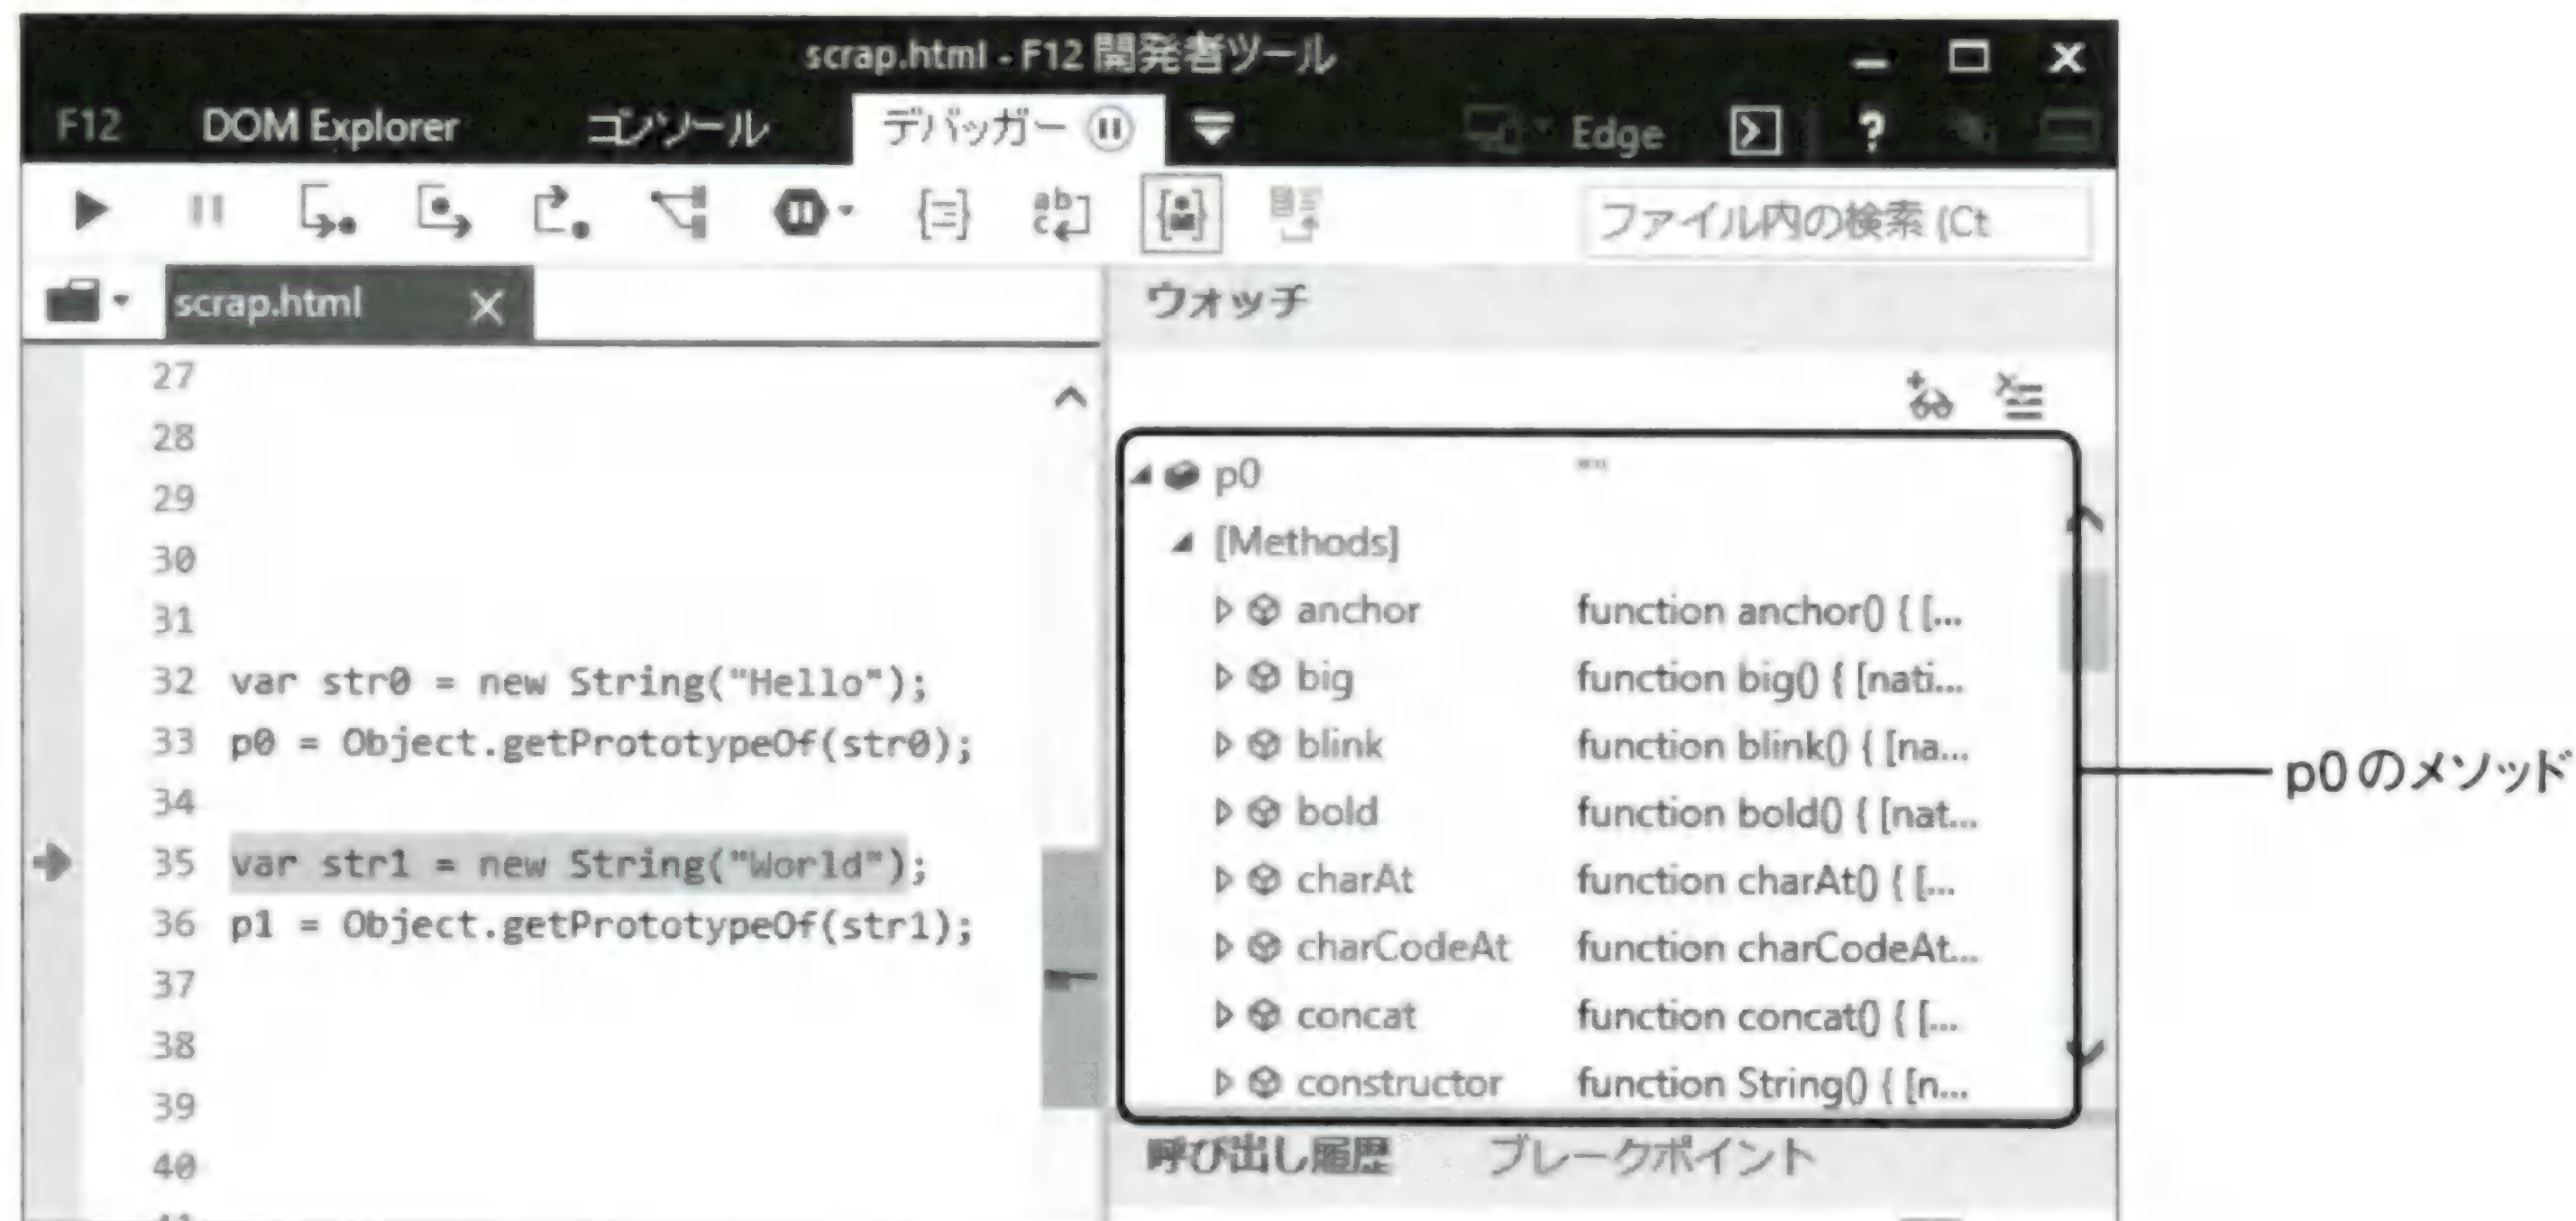 scrap.html - F12 開発者ツール
F12 DOM Explorer コンソール デバッガー Edge ?
ファイル内の検索 (Ct
scrap.html
ウォッチ
27
28
29
30
31
32 var str0 = new String("Hello");
33 p0 = Object.getPrototypeOf(str0);
34
35 var str1 = new String("World");
36 p1 = Object.getPrototypeOf(str1);
37
38
39
40
p0 ""
[Methods]
anchor function anchor() { [...
big function big() { [nati...
blink function blink() { [na...
bold function bold() { [nat...
charAt function charAt() { [...
charCodeAt function charCodeAt...
concat function concat() { [...
constructor function String() { [n...
呼び出し履歴 ブレークポイント
p0のメソッド